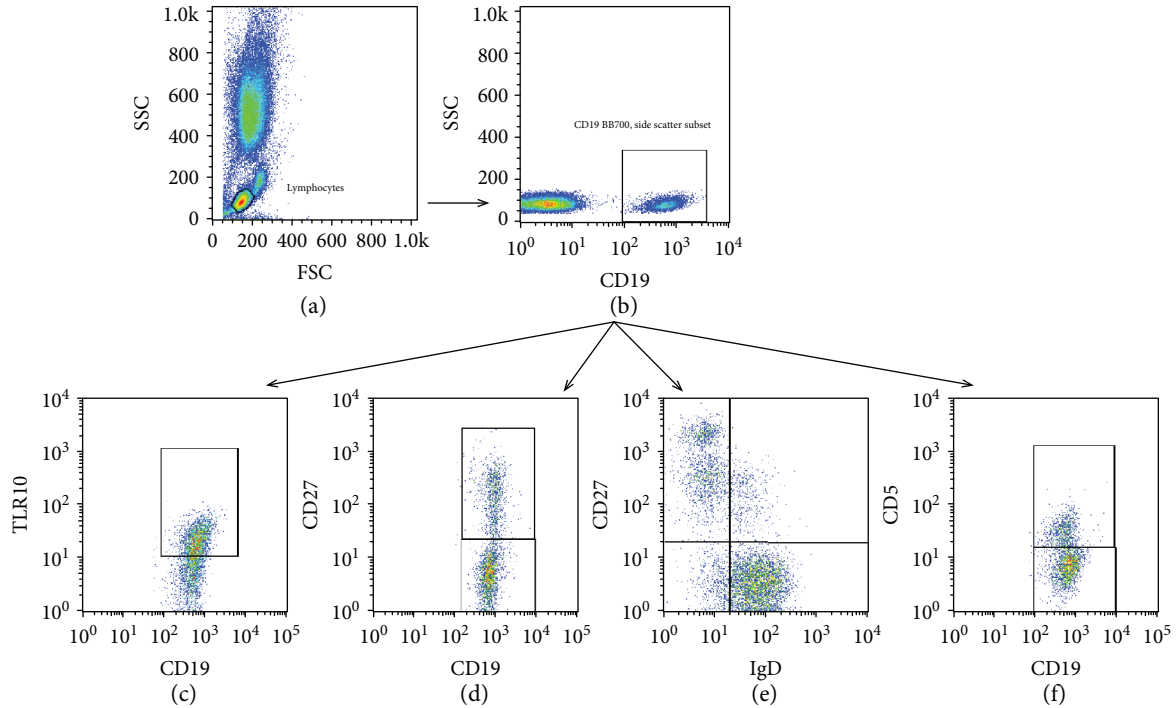 1.0k
800
600
400
200
0
SSC
Lymphocytes
0 200 400 600 800 1.0k
FSC
(a)
1.0k
800
600
400
200
0
SSC
CD19 BB700, side scatter subset
10^0 10^1 10^2 10^3 10^4
CD19
(b)
10^4
10^3
10^2
10^1
10^0
TLR10
10^0 10^1 10^2 10^3 10^4 10^5
CD19
(c)
10^4
10^3
10^2
10^1
10^0
CD27
10^0 10^1 10^2 10^3 10^4 10^5
CD19
(d)
10^4
10^3
10^2
10^1
10^0
CD27
10^0 10^1 10^2 10^3 10^4
IgD
(e)
10^4
10^3
10^2
10^1
10^0
CD5
10^0 10^1 10^2 10^3 10^4 10^5
CD19
(f)